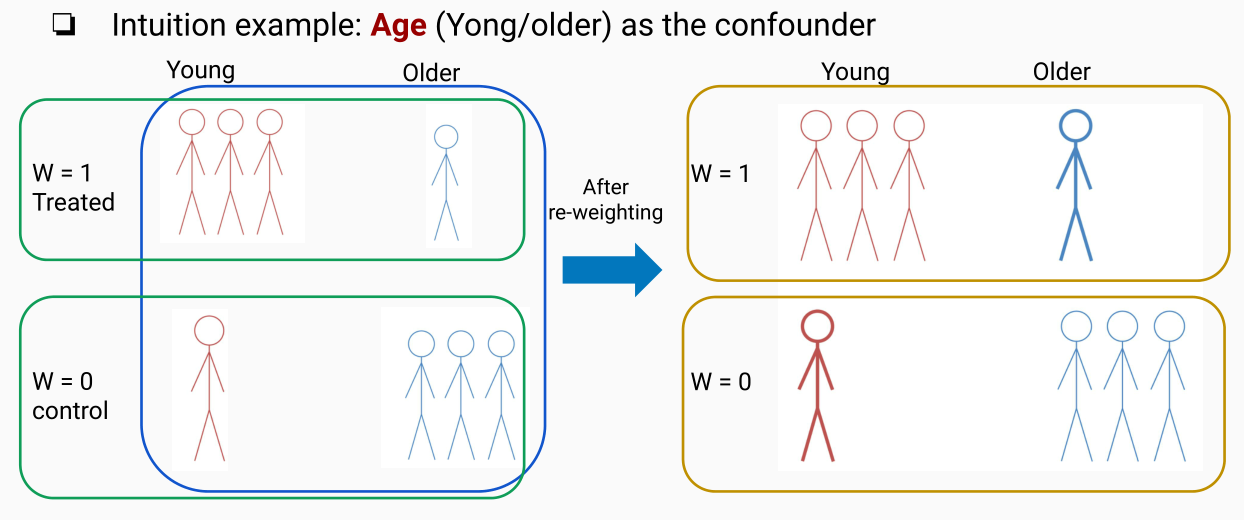 ❑ Intuition example: Age (Yong/older) as the confounder
Young
Older
W = 1
Treated
W = 0
control
After
re-weighting
Young
Older
W = 1
W = 0